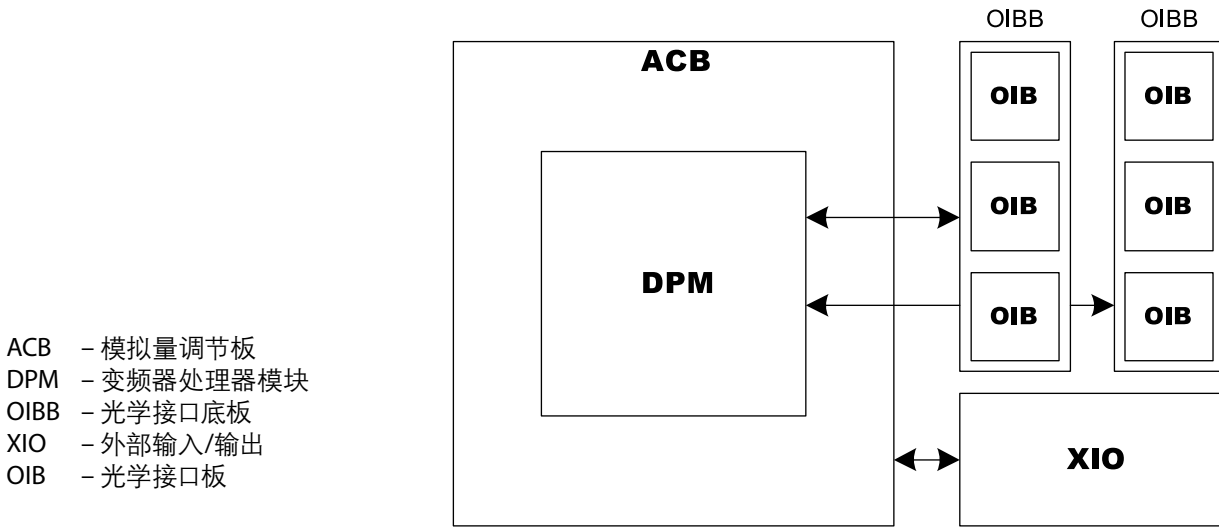 OIBB OIBB
ACB
OIB OIB
OIB OIB
DPM
OIB OIB
XIO
ACB – 模拟量调节板
DPM – 变频器处理器模块
OIBB – 光学接口底板
XIO – 外部输入/输出
OIB – 光学接口板